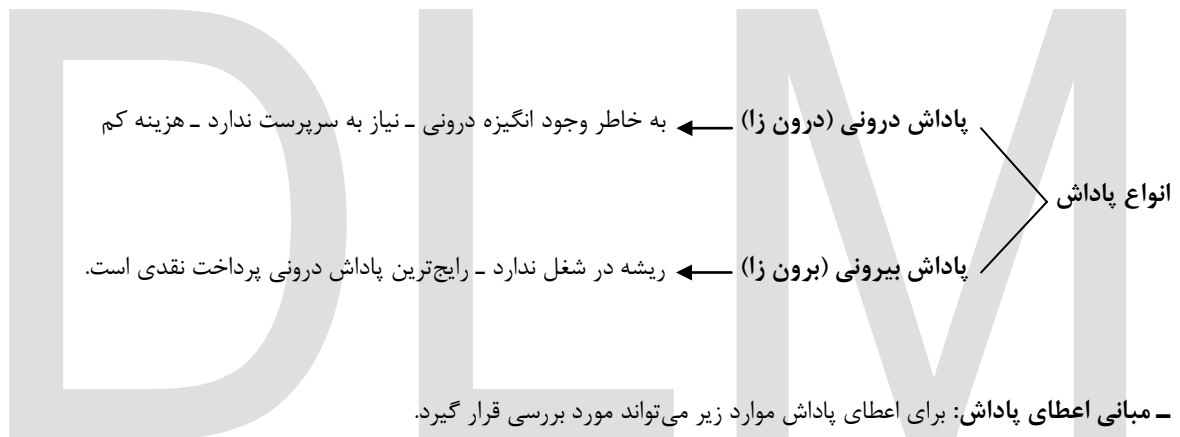 پاداش درونی (درون زا) به خاطر وجود انگیزه درونی ـ نیاز به سرپرست ندارد ـ هزینه کم
انواع پاداش
پاداش بیرونی (برون زا) ریشه در شغل ندارد ـ رایج‌ترین پاداش درونی پرداخت نقدی است.
ـ مبانی اعطای پاداش: برای اعطای پاداش موارد زیر می‌تواند مورد بررسی قرار گیرد.
DLM